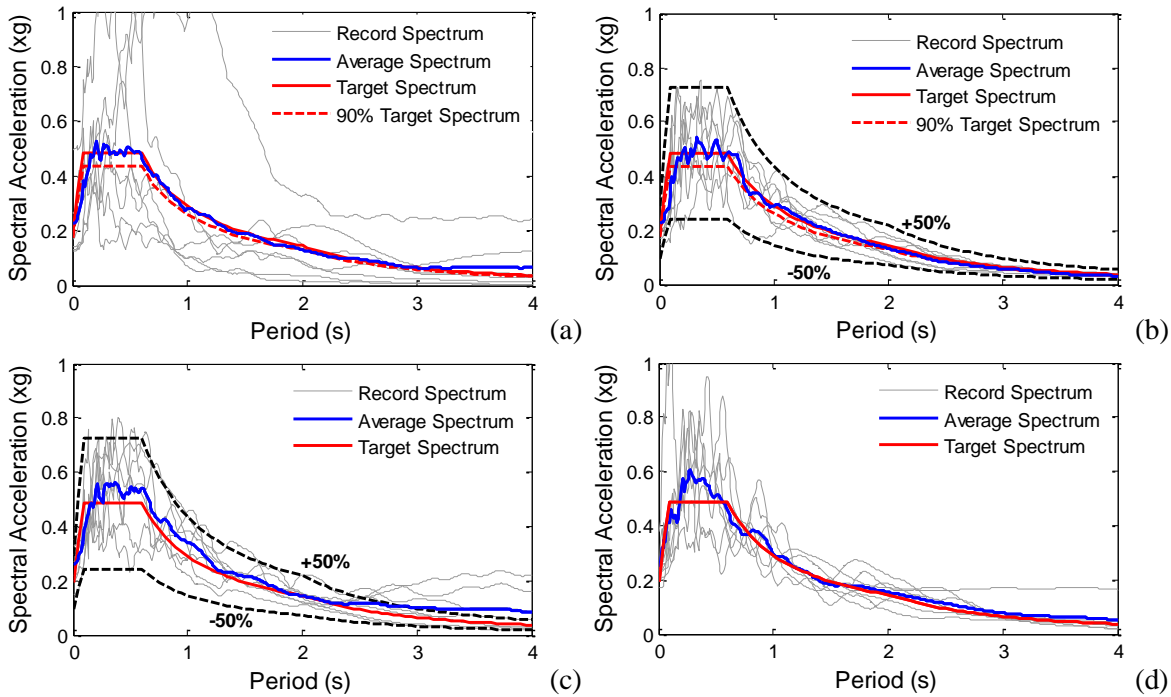 1
0.8
0.6
0.4
0.2
0
0 1 2 3 4
Spectral Acceleration (xg)
Period (s)
Record Spectrum
Average Spectrum
Target Spectrum
90% Target Spectrum
(a)
1
0.8
0.6
0.4
0.2
0
0 1 2 3 4
Spectral Acceleration (xg)
Period (s)
Record Spectrum
Average Spectrum
Target Spectrum
90% Target Spectrum
+50%
-50%
(b)
1
0.8
0.6
0.4
0.2
0
0 1 2 3 4
Spectral Acceleration (xg)
Period (s)
Record Spectrum
Average Spectrum
Target Spectrum
+50%
-50%
(c)
1
0.8
0.6
0.4
0.2
0
0 1 2 3 4
Spectral Acceleration (xg)
Period (s)
Record Spectrum
Average Spectrum
Target Spectrum
(d)